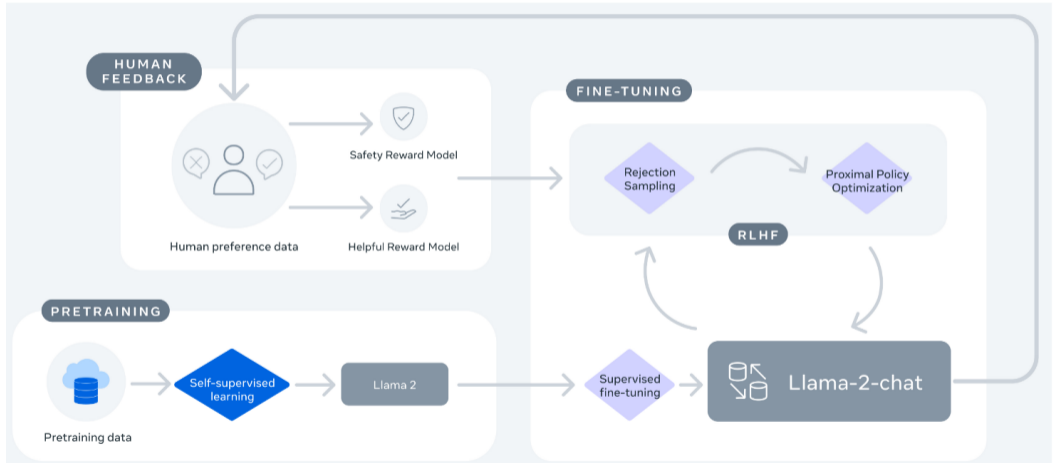 HUMAN
FEEDBACK
Safety Reward Model
Human preference data
Helpful Reward Model
FINE-TUNING
Rejection
Sampling
Proximal Policy
Optimization
RLHF
PRETRAINING
Pretraining data
Self-supervised
learning
Llama 2
Supervised
fine-tuning
Llama-2-chat